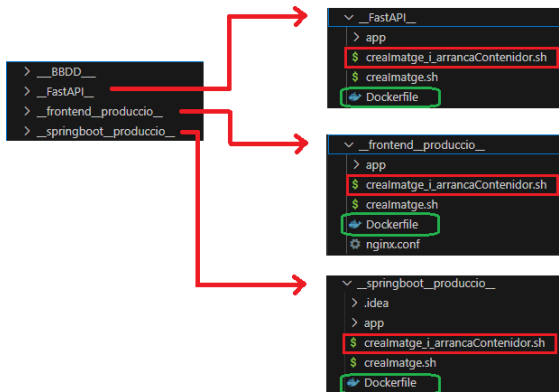 ___BBDD___
__FastAPI__
__frontend__produccio__
__springboot__produccio__
__FastAPI__
app
creaImatge_i_arrancaContenidor.sh
creaImatge.sh
Dockerfile
__frontend__produccio__
app
creaImatge_i_arrancaContenidor.sh
creaImatge.sh
Dockerfile
nginx.conf
__springboot__produccio__
.idea
app
creaImatge_i_arrancaContenidor.sh
creaImatge.sh
Dockerfile